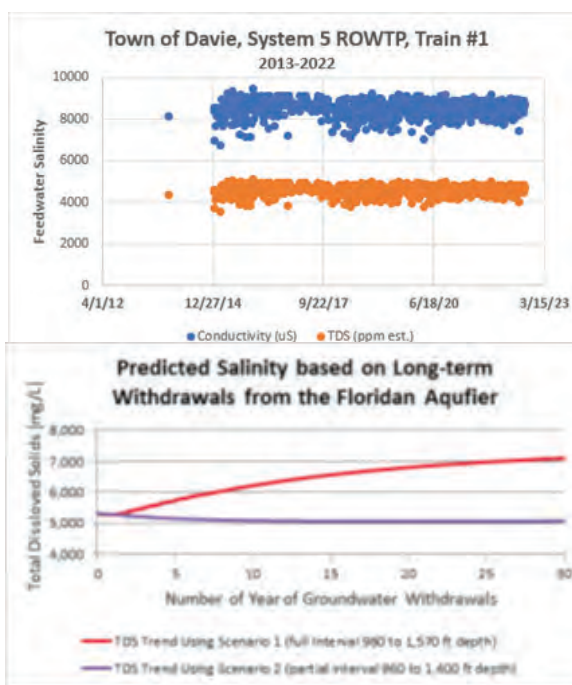 Town of Davie, System 5 ROWTP, Train #1
2013-2022
Feedwater Salinity
10000
8000
6000
4000
2000
0
4/1/12 12/27/14 9/22/17 6/18/20 3/15/23
Conductivity (uS) TDS (ppm est.)
Predicted Salinity based on Long-term
Withdrawals from the Floridan Aqufier
Total Dissloved Solids [mg/L]
8,000
7,000
6,000
5,000
4,000
0 5 10 15 20 25 30
Number of Year of Groundwater Withdrawals
TDS Trend Using Scenario 1 (full interval 960 to 1,570 ft depth)
TDS Trend Using Scenario 2 (partial interval 960 to 1,400 ft depth)